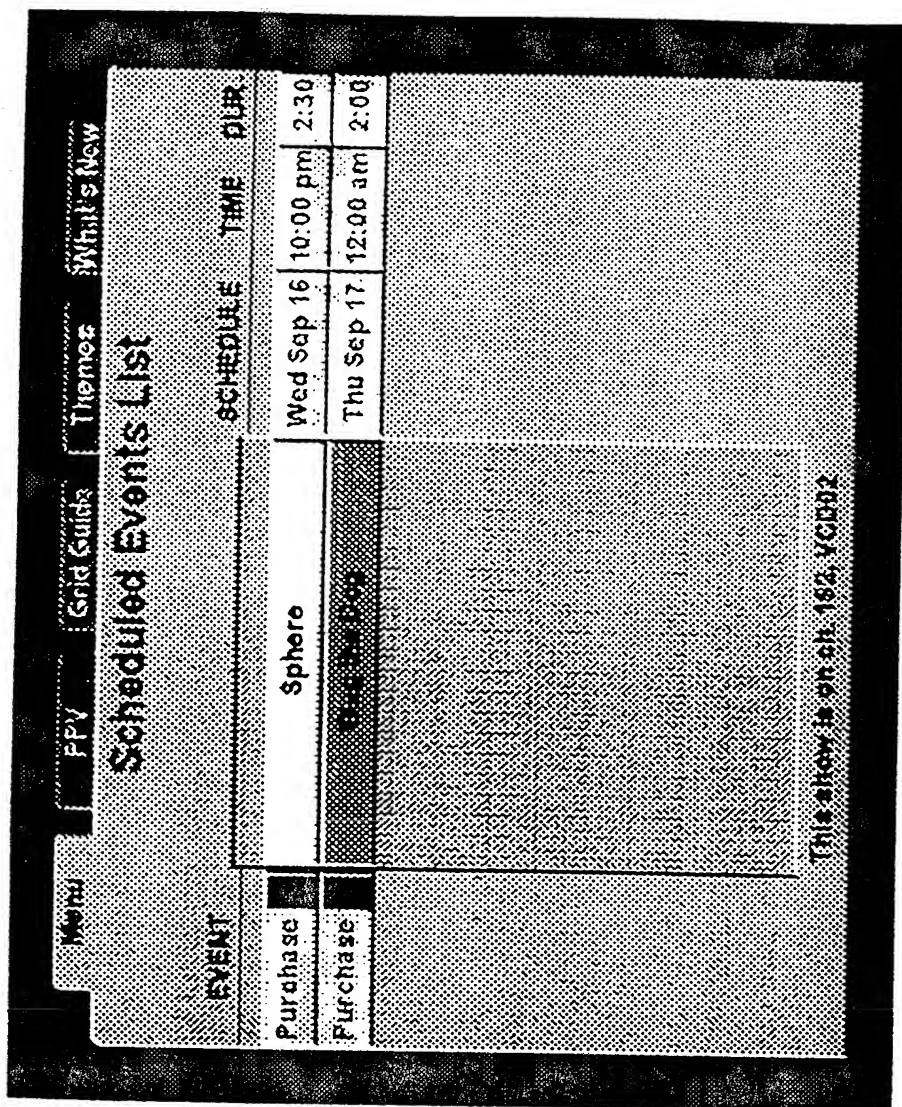 Menu PPV Grid Guide Themes What's New
Scheduled Events List
EVENT SCHEDULE TIME DUR.
Purchase Sphere Wed Sep 16 10:00 pm 2:30
Purchase Dog Thu Sep 17 12:00 am 2:00
This show is on ch. 162, VCD02